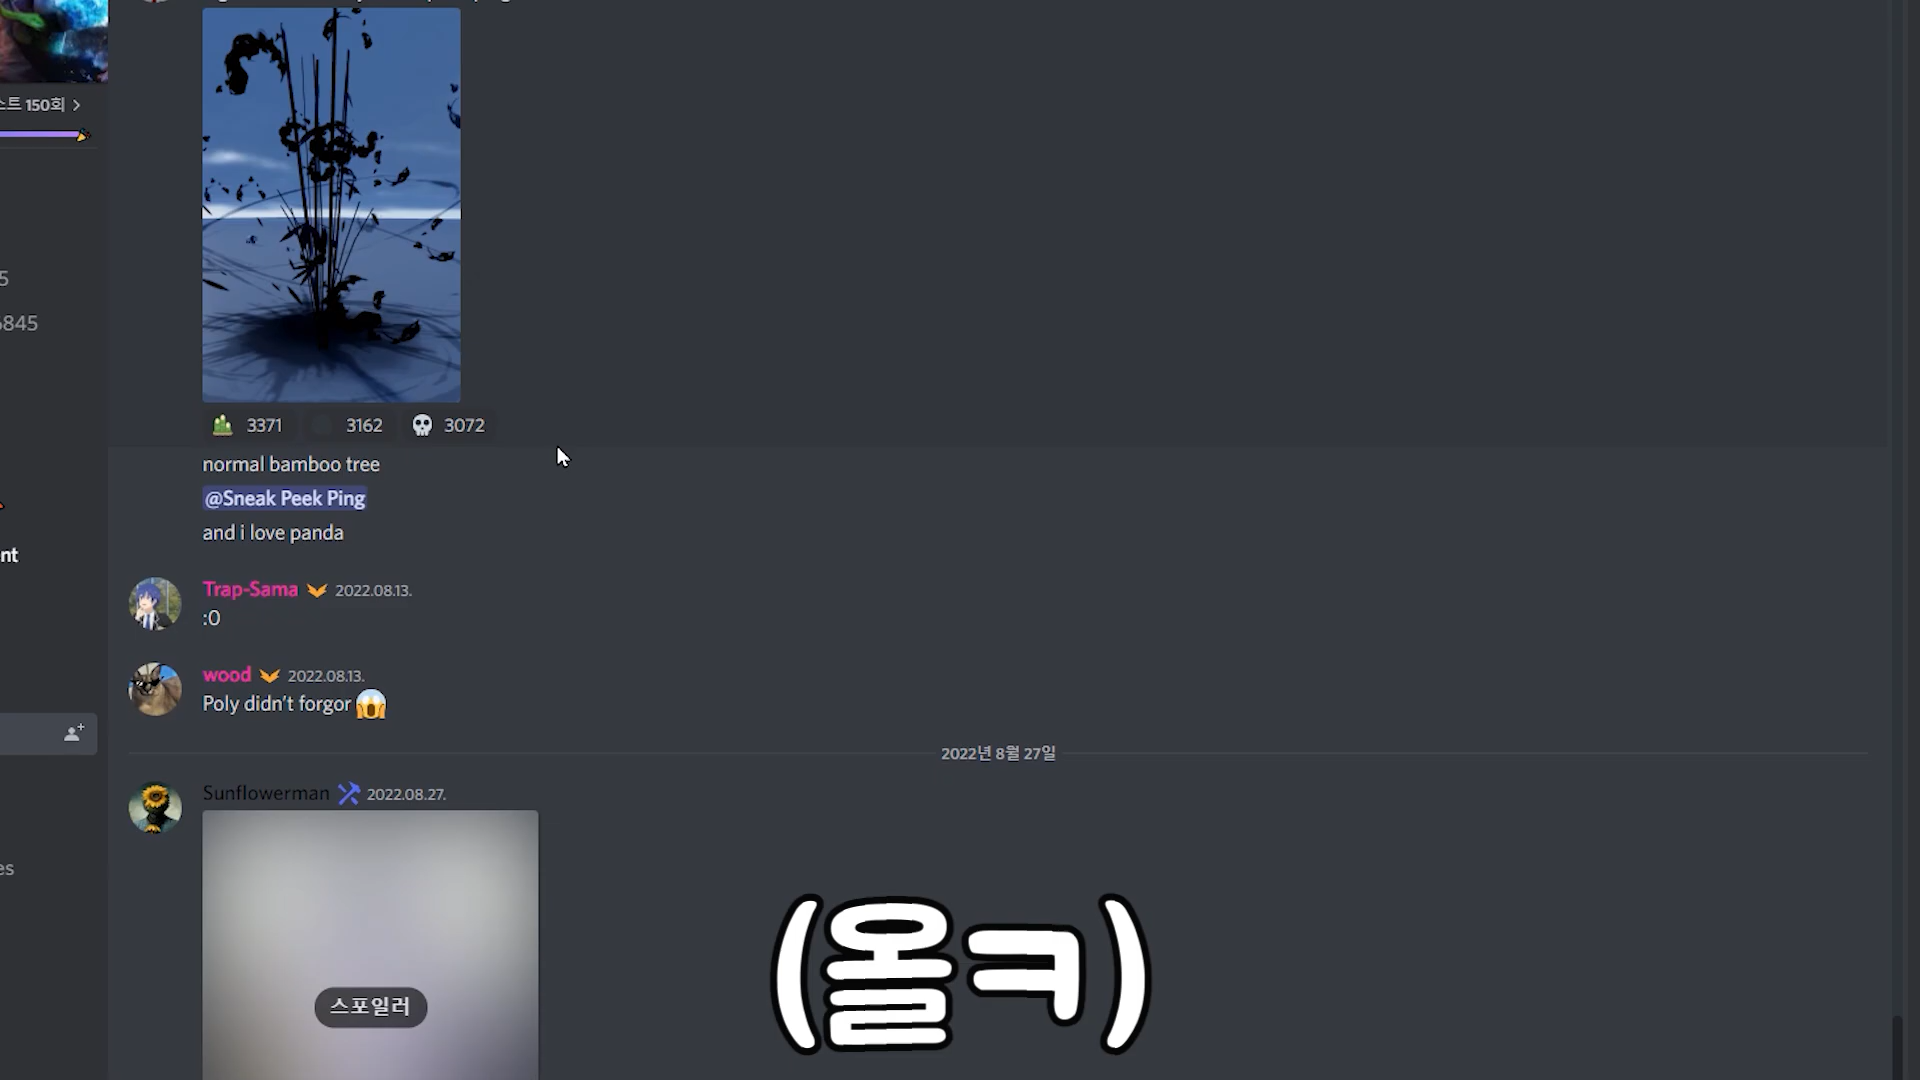 스트 150회
5
6845
nt
es
3371 3162 3072
normal bamboo tree
@Sneak Peek Ping
and i love panda
Trap-Sama 2022.08.13.
:0
wood 2022.08.13.
Poly didn't forgor
2022년 8월 27일
Sunflowerman 2022.08.27.
스포일러
(올ㅋ)